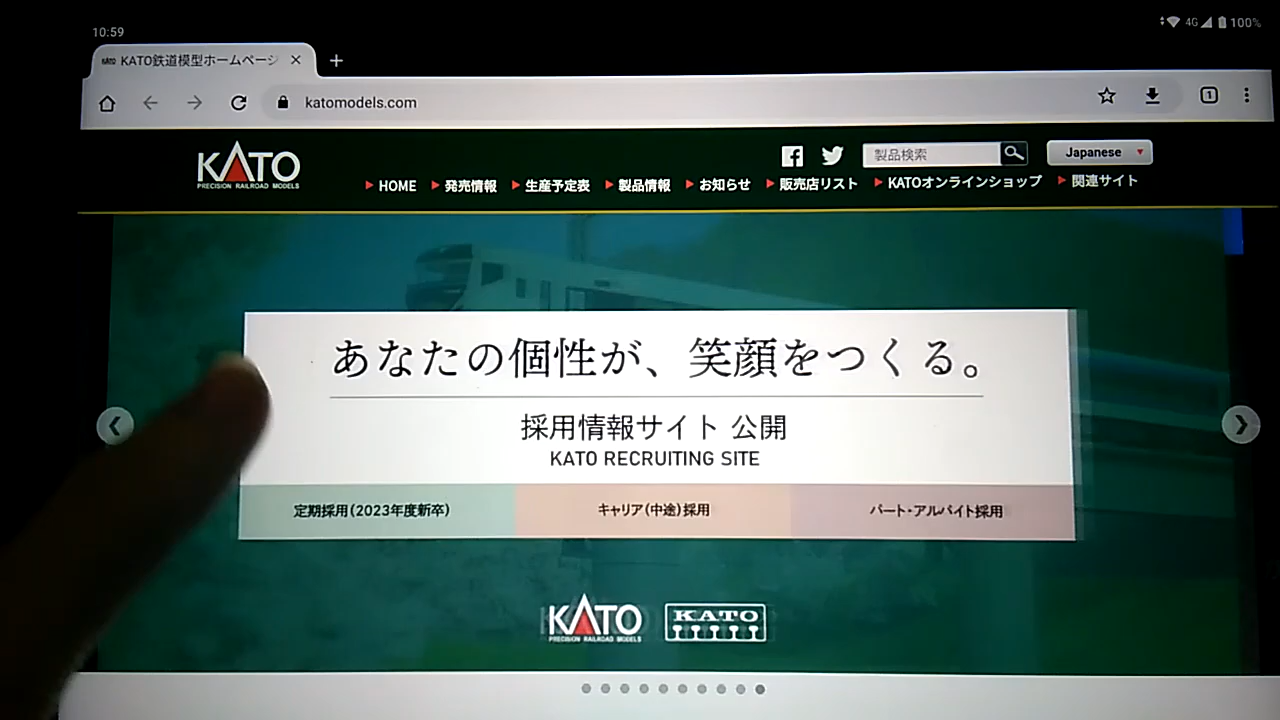 10:59
4G 100%
KATO鉄道模型ホームページ
katomodels.com 1
KATO
PRECISION RAILROAD MODELS
製品検索
Japanese
HOME 発売情報 生産予定表 製品情報 お知らせ 販売店リスト KATOオンラインショップ 関連サイト
あなたの個性が、笑顔をつくる。
採用情報サイト 公開
KATO RECRUITING SITE
定期採用(2023年度新卒) キャリア(中途)採用 パート・アルバイト採用
KATO KATO
PRECISION RAILROAD MODELS